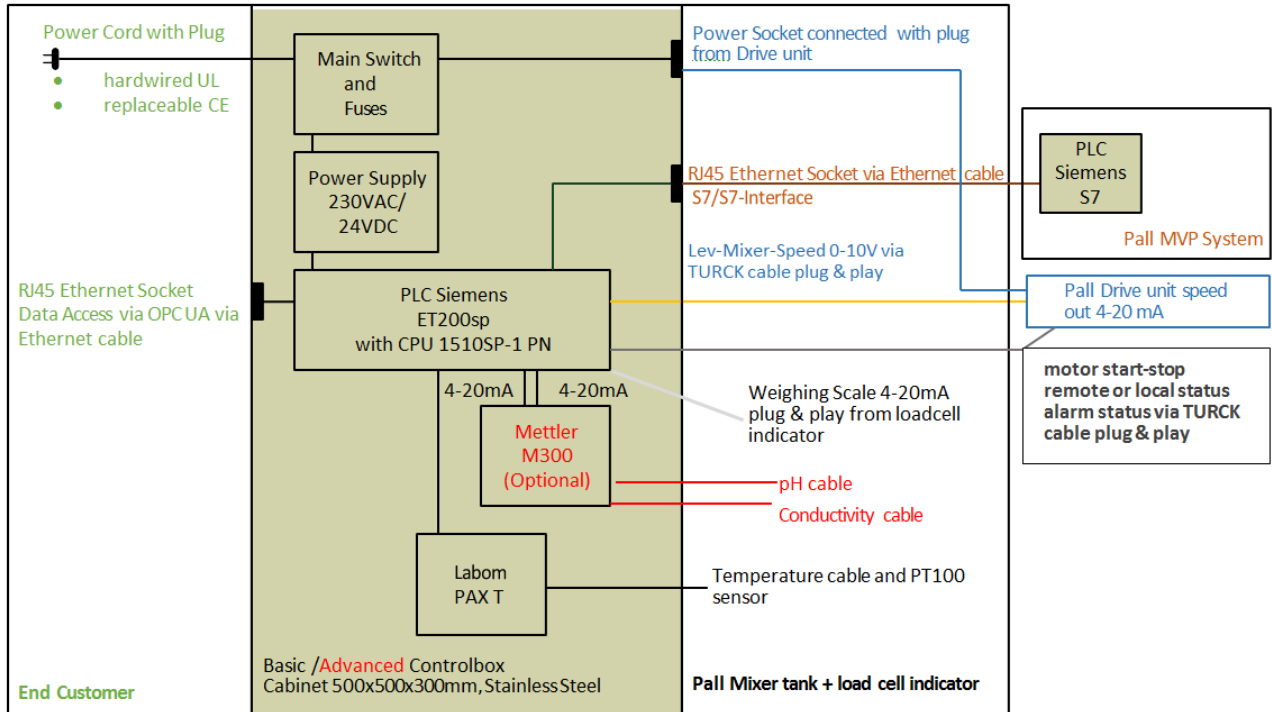 Power Cord with Plug
• hardwired UL
• replaceable CE
RJ45 Ethernet Socket
Data Access via OPC UA via
Ethernet cable
End Customer
Main Switch
and
Fuses
Power Supply
230VAC/
24VDC
PLC Siemens
ET200sp
with CPU 1510SP-1 PN
4-20mA
4-20mA
Mettler
M300
(Optional)
Labom
PAX T
Basic /Advanced Controlbox
Cabinet 500x500x300mm, Stainless Steel
Power Socket connected with plug
from Drive unit
RJ45 Ethernet Socket via Ethernet cable
S7/S7-Interface
Lev-Mixer-Speed 0-10V via
TURCK cable plug & play
Weighing Scale 4-20mA
plug & play from loadcell
indicator
pH cable
Conductivity cable
Temperature cable and PT100
sensor
Pall Mixer tank + load cell indicator
PLC
Siemens
S7
Pall MVP System
Pall Drive unit speed
out 4-20 mA
motor start-stop
remote or local status
alarm status via TURCK
cable plug & play